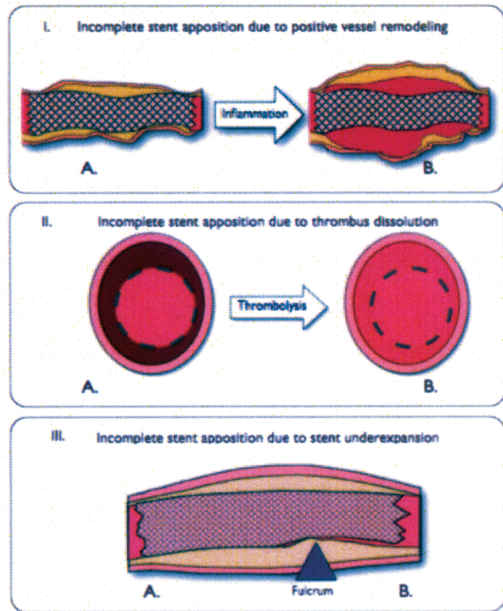 I. Incomplete stent apposition due to positive vessel remodeling
Inflammation
A. B.
II. Incomplete stent apposition due to thrombus dissolution
Thrombolysis
A. B.
III. Incomplete stent apposition due to stent underexpansion
A. Fulcrum B.